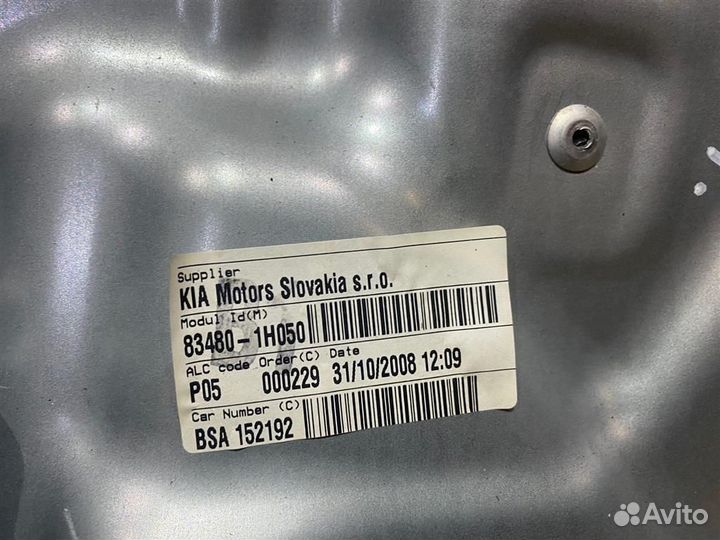 Supplier
KIA Motors Slovakia s.r.o.
Modul Id(M)
83480-1H050
ALC code Order(C) Date
P05 000229 31/10/2008 12:09
Car Number (C)
BSA 152192
Avito